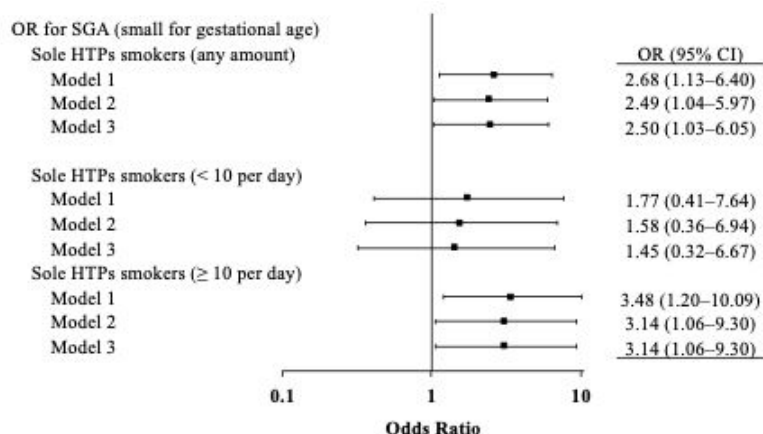 OR for SGA (small for gestational age)
Sole HTPs smokers (any amount) OR (95% CI)
Model 1 2.68 (1.13–6.40)
Model 2 2.49 (1.04–5.97)
Model 3 2.50 (1.03–6.05)
Sole HTPs smokers (< 10 per day)
Model 1 1.77 (0.41–7.64)
Model 2 1.58 (0.36–6.94)
Model 3 1.45 (0.32–6.67)
Sole HTPs smokers (≥ 10 per day)
Model 1 3.48 (1.20–10.09)
Model 2 3.14 (1.06–9.30)
Model 3 3.14 (1.06–9.30)
0.1 1 10
Odds Ratio